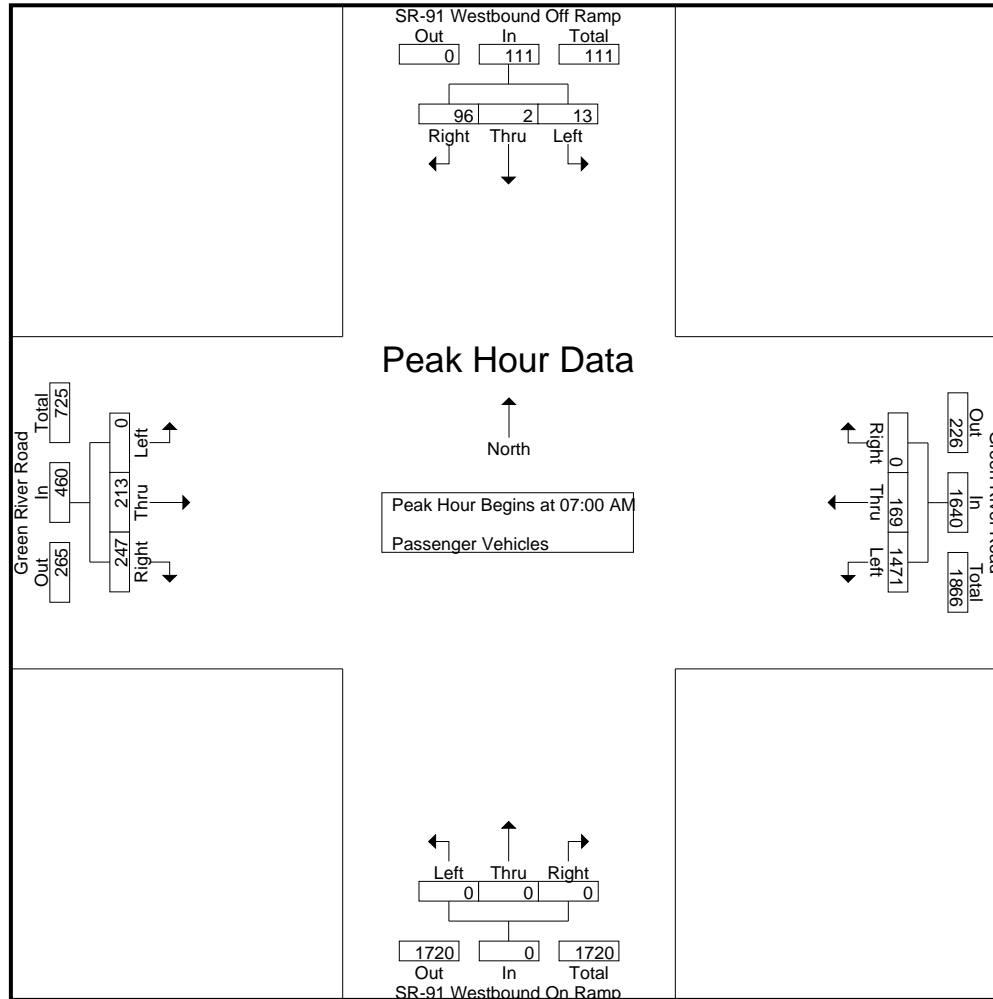 SR-91 Westbound Off Ramp
Out In Total
0 111 111
96 2 13
Right Thru Left
Peak Hour Data
North
Peak Hour Begins at 07:00 AM
Passenger Vehicles
Green River Road
Total In Out
725 460 265
0 213 247
Left Thru Right
Green River Road
Out In Total
226 1640 1866
0 169 1471
Right Thru Left
Left Thru Right
0 0 0
1720 0 1720
Out In Total
SR-91 Westbound On Ramp